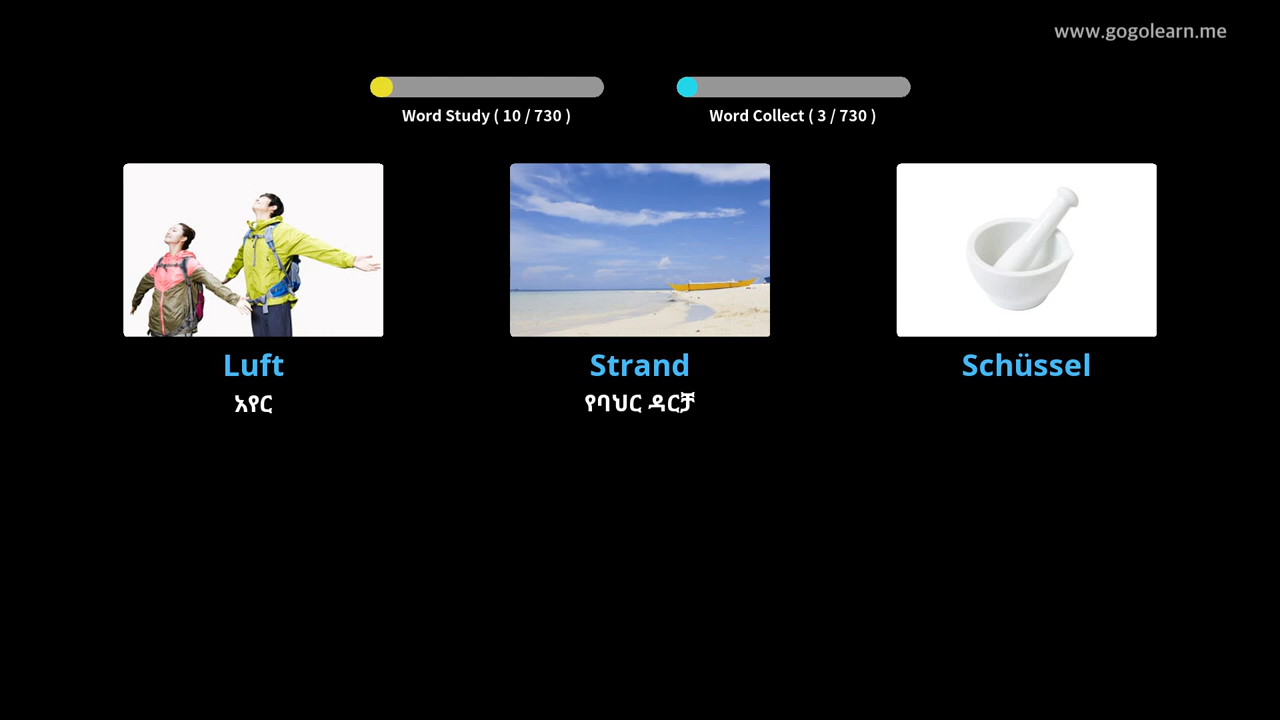 www.gogolearn.me
Word Study ( 10 / 730 )
Word Collect ( 3 / 730 )
Luft
አየር
Strand
የባህር ዳርቻ
Schüssel